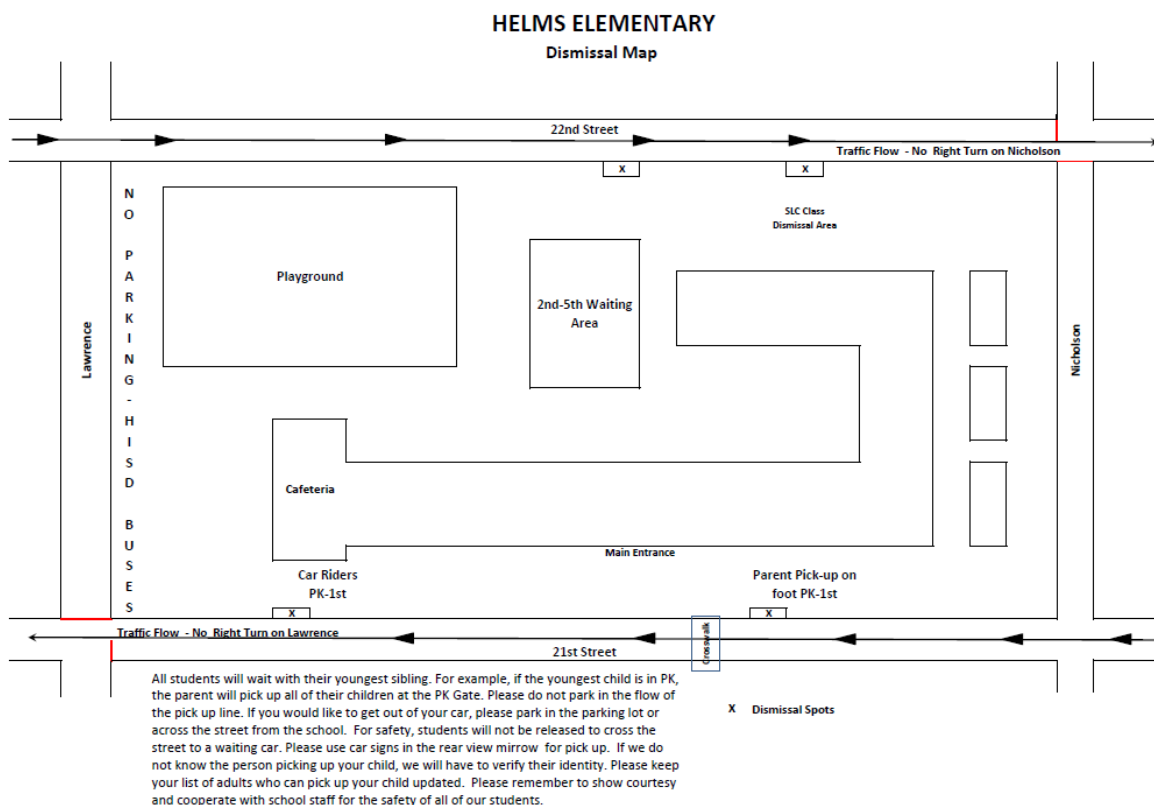 HELMS ELEMENTARY
Dismissal Map
22nd Street
Traffic Flow - No Right Turn on Nicholson
X
X
SLC Class
Dismissal Area
NO PARKING-HISD BUSES
Playground
2nd-5th Waiting
Area
Lawrence
Nicholson
Cafeteria
Main Entrance
Car Riders
PK-1st
Parent Pick-up on
foot PK-1st
X
X
Traffic Flow - No Right Turn on Lawrence
Crosswalk
21st Street
All students will wait with their youngest sibling. For example, if the youngest child is in PK,
the parent will pick up all of their children at the PK Gate. Please do not park in the flow of
the pick up line. If you would like to get out of your car, please park in the parking lot or
across the street from the school. For safety, students will not be released to cross the
street to a waiting car. Please use car signs in the rear view mirrow for pick up. If we do
not know the person picking up your child, we will have to verify their identity. Please keep
your list of adults who can pick up your child updated. Please remember to show courtesy
and cooperate with school staff for the safety of all of our students.
X Dismissal Spots